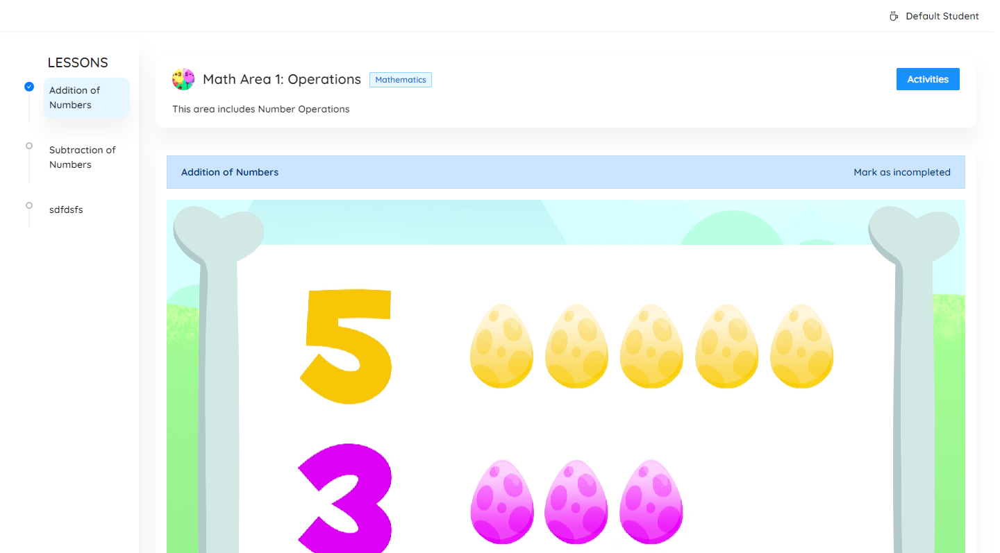 Default Student
LESSONS
Addition of
Numbers
Subtraction of
Numbers
sdfdsfs
Math Area 1: Operations
Mathematics
Activities
This area includes Number Operations
Addition of Numbers
Mark as incompleted
5
3